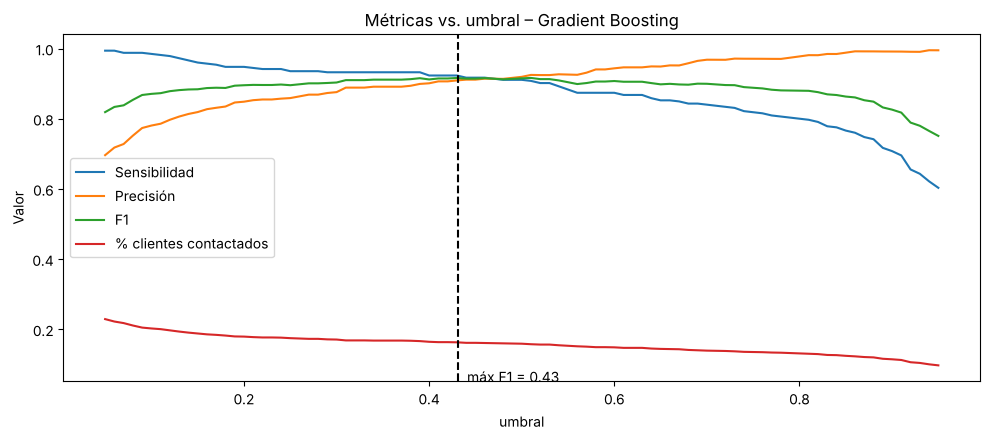 Métricas vs. umbral – Gradient Boosting
1.0
0.8
0.6
0.4
0.2
Valor
Sensibilidad
Precisión
F1
% clientes contactados
máx F1 = 0.43
0.2 0.4 0.6 0.8
umbral